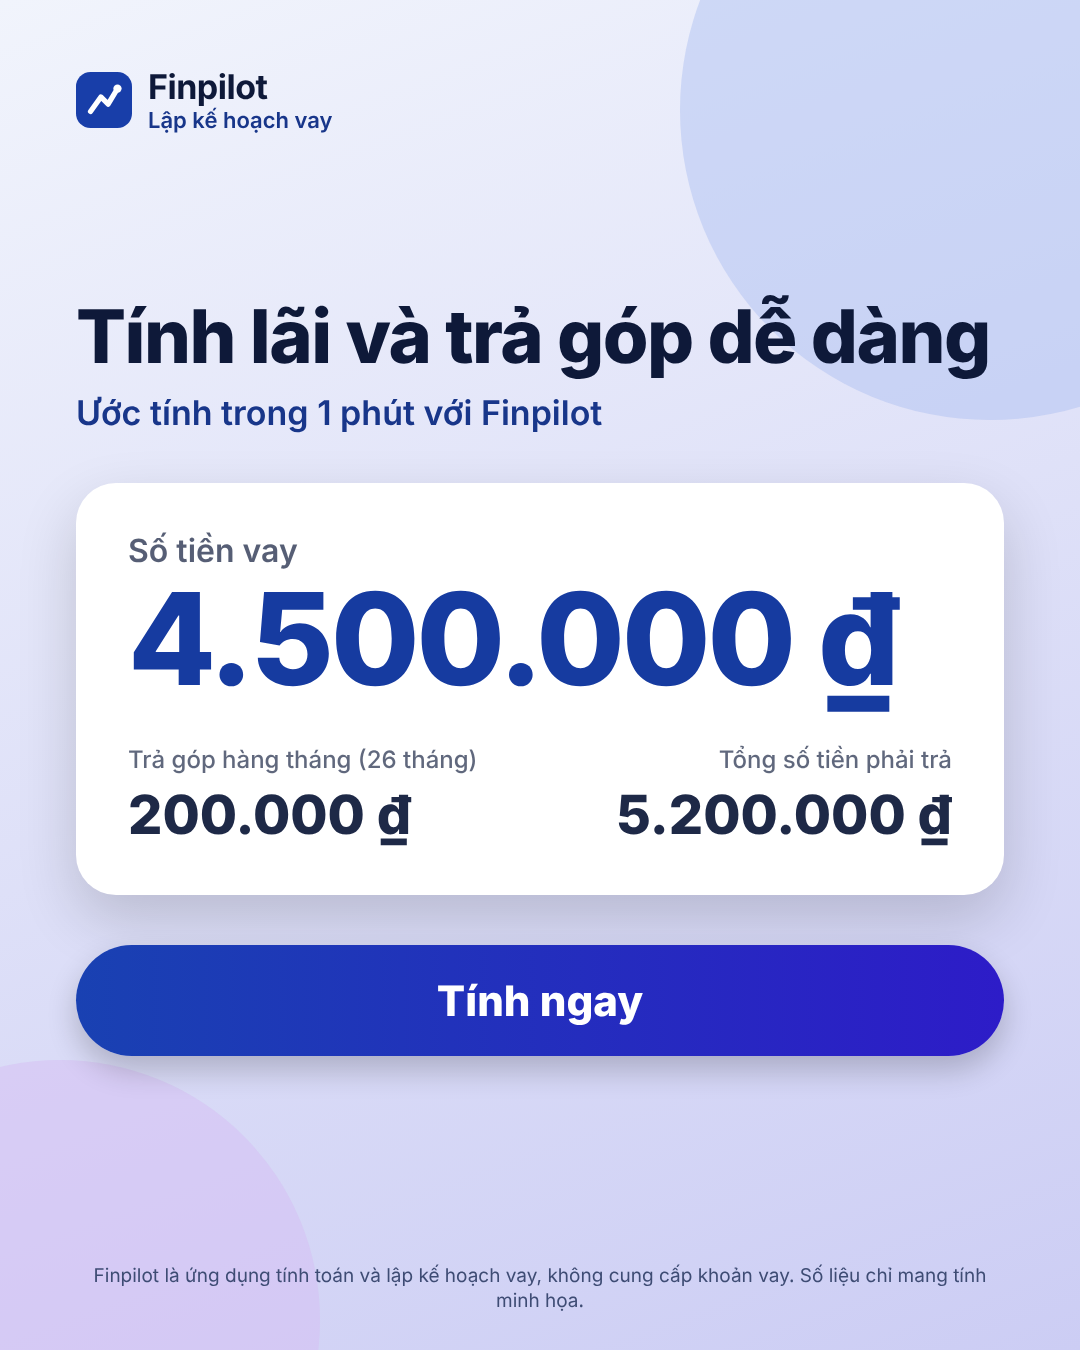 Finpilot
Lập kế hoạch vay
Tính lãi và trả góp dễ dàng
Ước tính trong 1 phút với Finpilot
Số tiền vay
4.500.000 ₫
Trả góp hàng tháng (26 tháng)
200.000 ₫
Tổng số tiền phải trả
5.200.000 ₫
Tính ngay
Finpilot là ứng dụng tính toán và lập kế hoạch vay, không cung cấp khoản vay. Số liệu chỉ mang tính
minh họa.